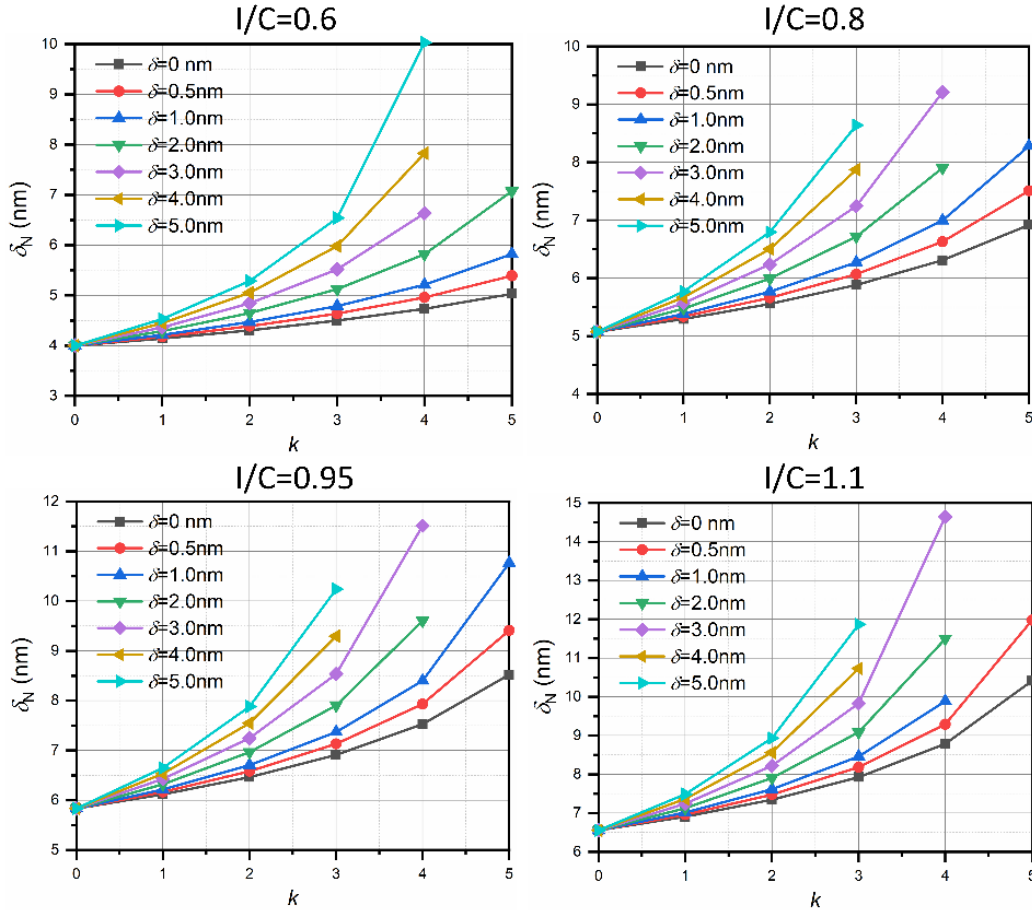 I/C=0.6
10
9
8
7
6
5
4
3
δN (nm)
δ=0 nm
δ=0.5nm
δ=1.0nm
δ=2.0nm
δ=3.0nm
δ=4.0nm
δ=5.0nm
0 1 2 3 4 5
k
I/C=0.8
10
9
8
7
6
5
4
δN (nm)
δ=0 nm
δ=0.5nm
δ=1.0nm
δ=2.0nm
δ=3.0nm
δ=4.0nm
δ=5.0nm
0 1 2 3 4 5
k
I/C=0.95
12
11
10
9
8
7
6
5
δN (nm)
δ=0 nm
δ=0.5nm
δ=1.0nm
δ=2.0nm
δ=3.0nm
δ=4.0nm
δ=5.0nm
0 1 2 3 4 5
k
I/C=1.1
15
14
13
12
11
10
9
8
7
6
δN (nm)
δ=0 nm
δ=0.5nm
δ=1.0nm
δ=2.0nm
δ=3.0nm
δ=4.0nm
δ=5.0nm
0 1 2 3 4 5
k